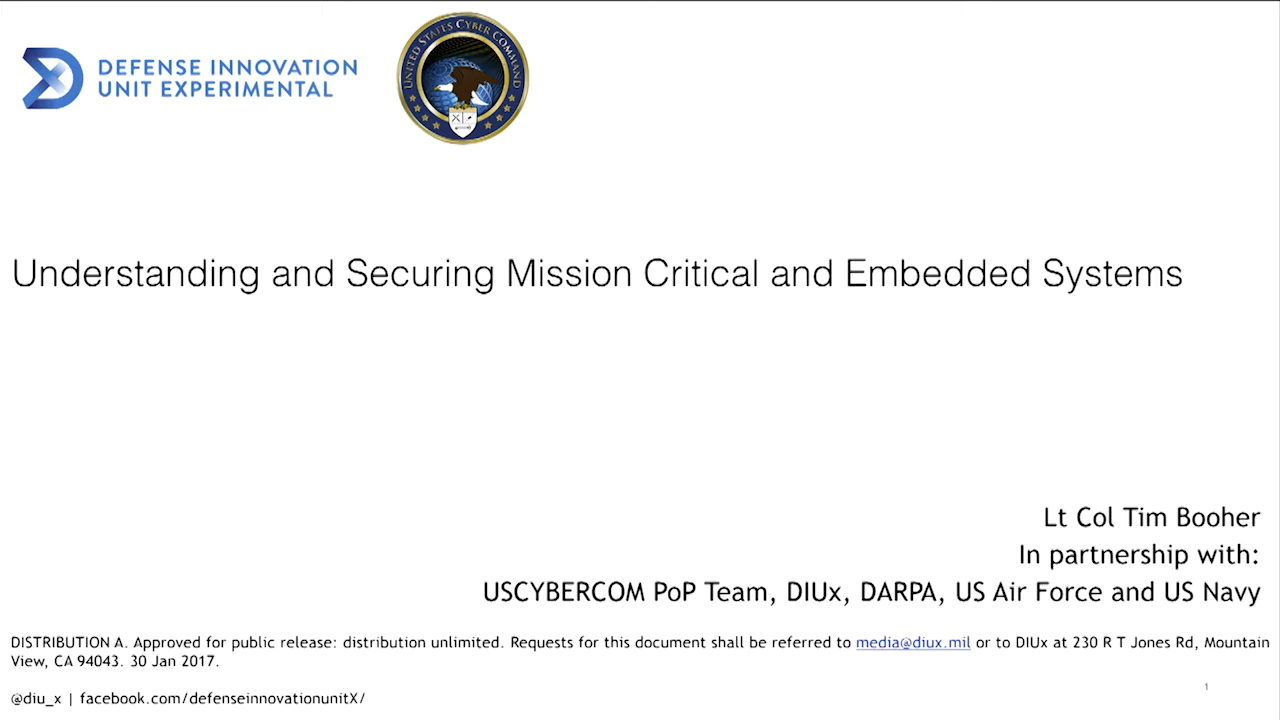 DEFENSE INNOVATION
UNIT EXPERIMENTAL
UNITED STATES CYBER COMMAND
Understanding and Securing Mission Critical and Embedded Systems
Lt Col Tim Booher
In partnership with:
USCYBERCOM PoP Team, DIUx, DARPA, US Air Force and US Navy
DISTRIBUTION A. Approved for public release: distribution unlimited. Requests for this document shall be referred to media@diux.mil or to DIUx at 230 R T Jones Rd, Mountain
View, CA 94043. 30 Jan 2017.
@diu_x | facebook.com/defenseinnovationunitX/
1